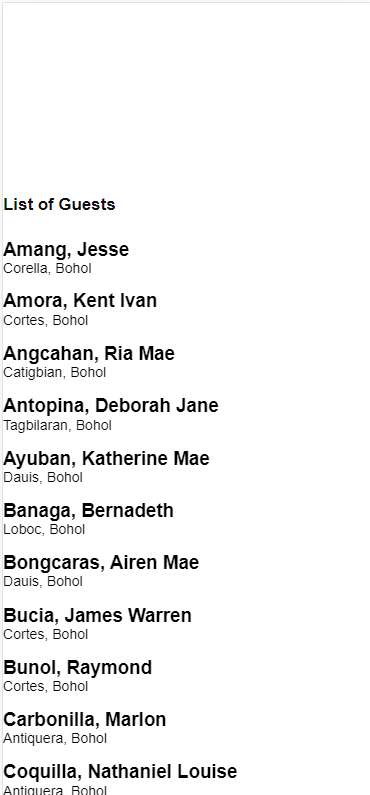 List of Guests
Amang, Jesse
Corella, Bohol
Amora, Kent Ivan
Cortes, Bohol
Angcahan, Ria Mae
Catigbian, Bohol
Antopina, Deborah Jane
Tagbilaran, Bohol
Ayuban, Katherine Mae
Dauis, Bohol
Banaga, Bernadeth
Loboc, Bohol
Bongcaras, Airen Mae
Dauis, Bohol
Bucia, James Warren
Cortes, Bohol
Bunol, Raymond
Cortes, Bohol
Carbonilla, Marlon
Antiquera, Bohol
Coquilla, Nathaniel Louise
Antiquera, Bohol